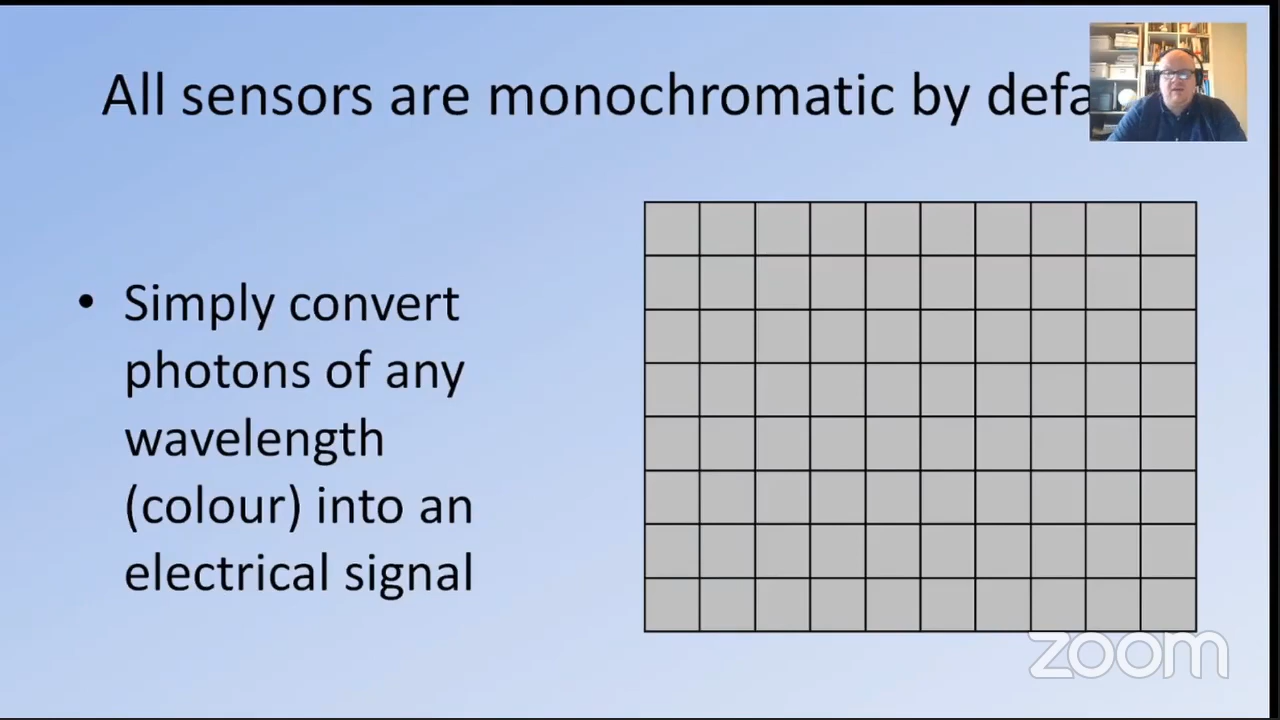 All sensors are monochromatic by defa
• Simply convert
photons of any
wavelength
(colour) into an
electrical signal
zoom